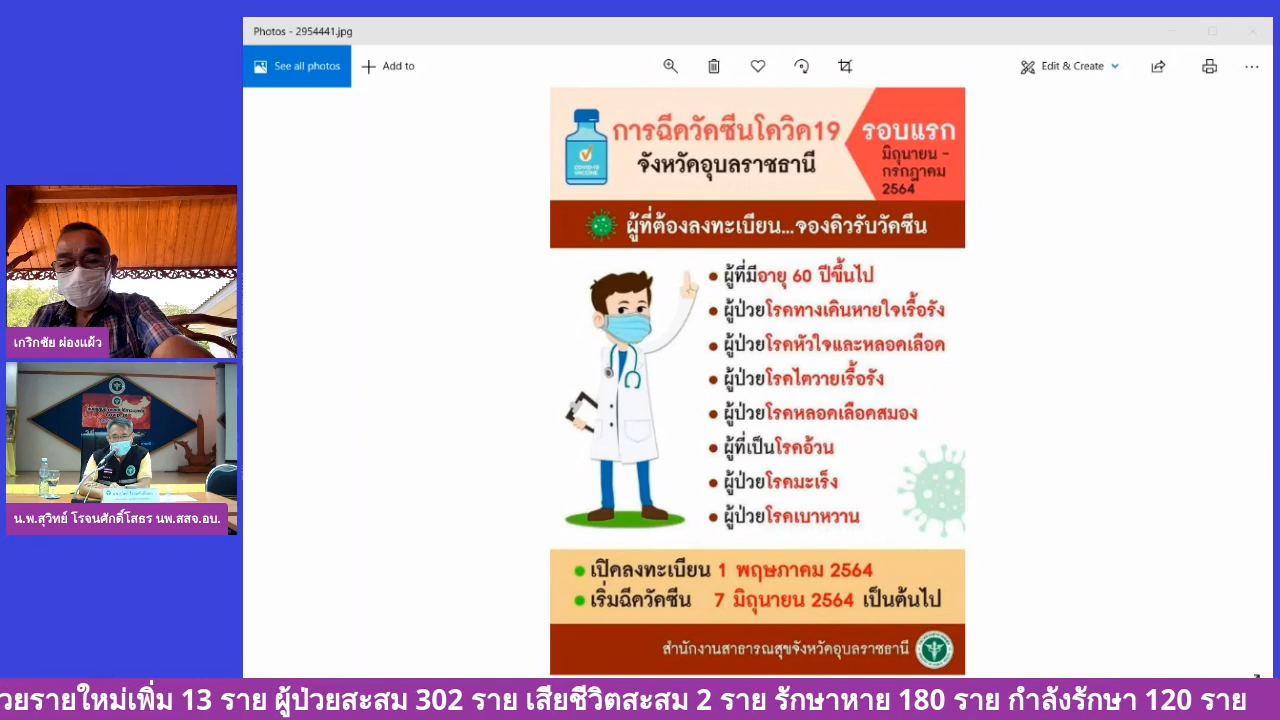 Photos - 2954441.jpg
See all photos
Add to
Edit & Create
การฉีดวัคซีนโควิด19
จังหวัดอุบลราชธานี
รอบแรก
มิถุนายน -
กรกฎาคม
2564
COVID-19
VACCINE
ผู้ที่ต้องลงทะเบียน...จองคิวรับวัคซีน
ผู้ที่มีอายุ 60 ปีขึ้นไป
ผู้ป่วยโรคทางเดินหายใจเรื้อรัง
ผู้ป่วยโรคหัวใจและหลอดเลือด
ผู้ป่วยโรคไตวายเรื้อรัง
ผู้ป่วยโรคหลอดเลือดสมอง
ผู้ที่เป็นโรคอ้วน
ผู้ป่วยโรคมะเร็ง
ผู้ป่วยโรคเบาหวาน
เปิดลงทะเบียน 1 พฤษภาคม 2564
เริ่มฉีดวัคซีน 7 มิถุนายน 2564 เป็นต้นไป
สำนักงานสาธารณสุขจังหวัดอุบลราชธานี
เกริกชัย ผ่องแผ้ว
น.พ.สุวิทย์ โรจนศักดิ์โสธร นพ.สสจ.อบ.
วยรายใหม่เพิ่ม 13 ราย ผู้ป่วยสะสม 302 ราย เสียชีวิตสะสม 2 ราย รักษาหาย 180 ราย กำลังรักษา 120 ราย